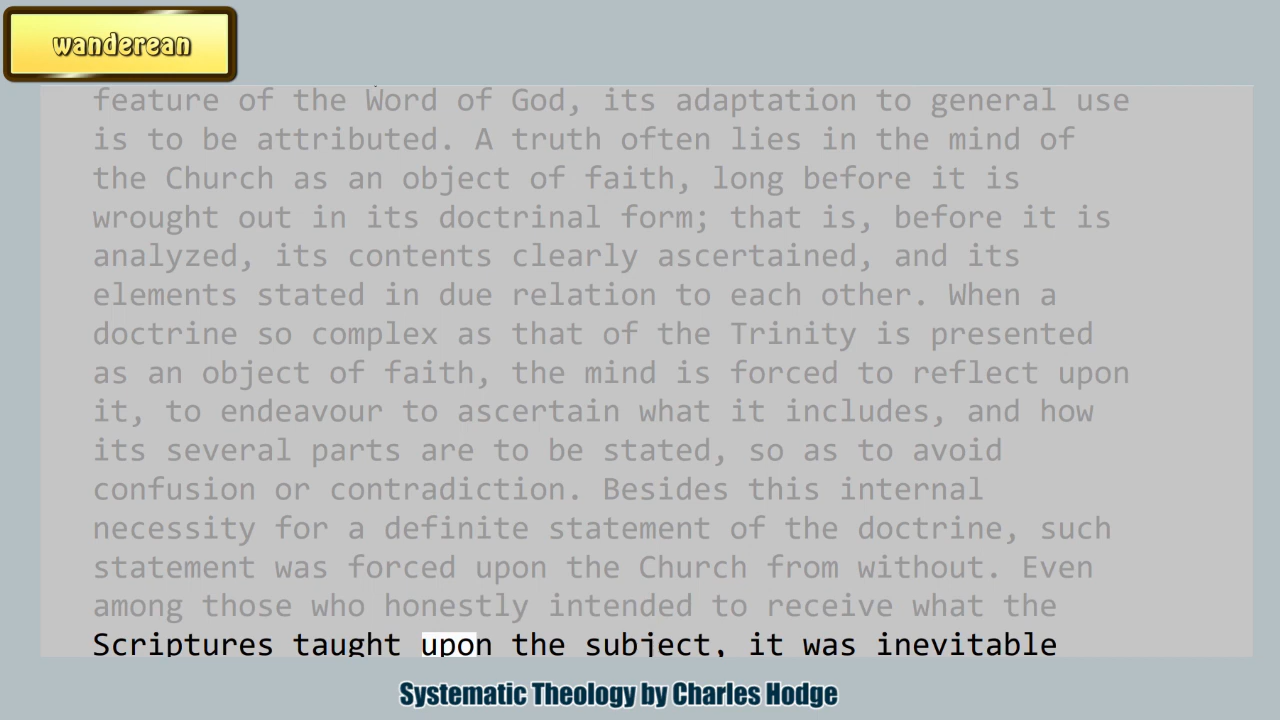 wanderean
feature of the Word of God, its adaptation to general use
is to be attributed. A truth often lies in the mind of
the Church as an object of faith, long before it is
wrought out in its doctrinal form; that is, before it is
analyzed, its contents clearly ascertained, and its
elements stated in due relation to each other. When a
doctrine so complex as that of the Trinity is presented
as an object of faith, the mind is forced to reflect upon
it, to endeavour to ascertain what it includes, and how
its several parts are to be stated, so as to avoid
confusion or contradiction. Besides this internal
necessity for a definite statement of the doctrine, such
statement was forced upon the Church from without. Even
among those who honestly intended to receive what the
Scriptures taught upon the subject, it was inevitable
Systematic Theology by Charles Hodge